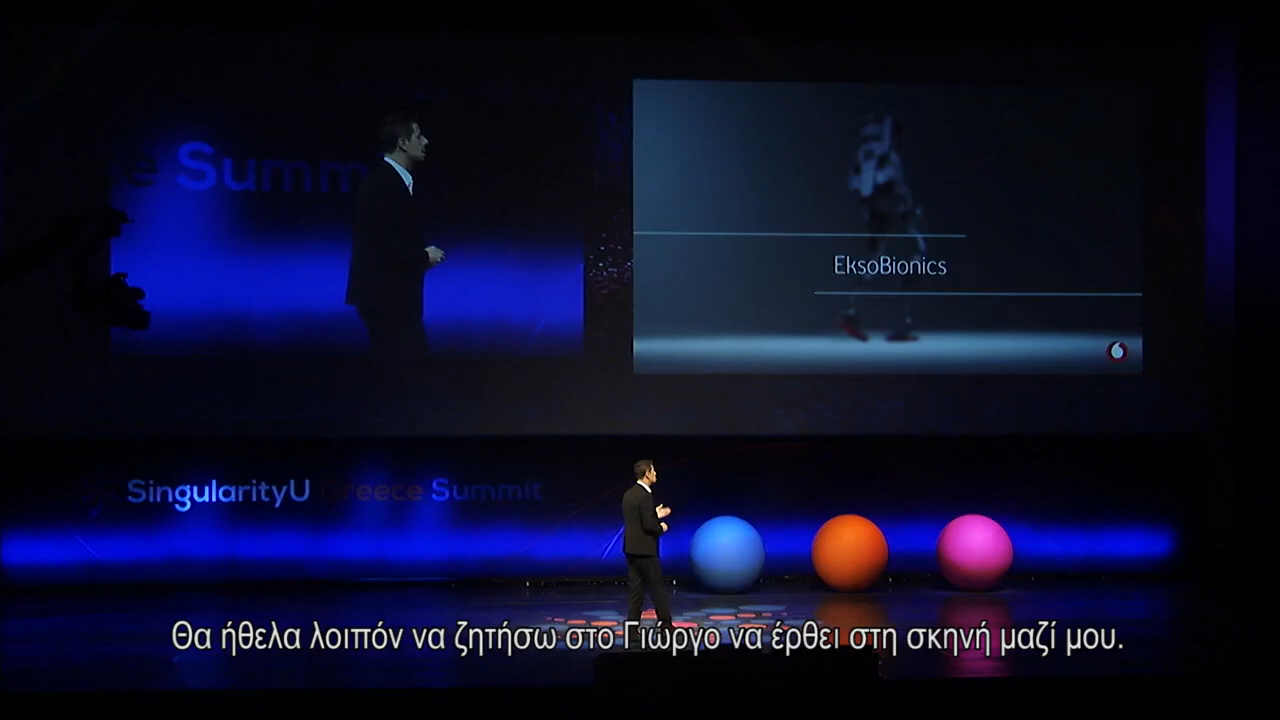 e Summ
EksoBionics
SingularityU Greece Summit
Θα ήθελα λοιπόν να ζητήσω στο Γιώργο να έρθει στη σκηνή μαζί μου.